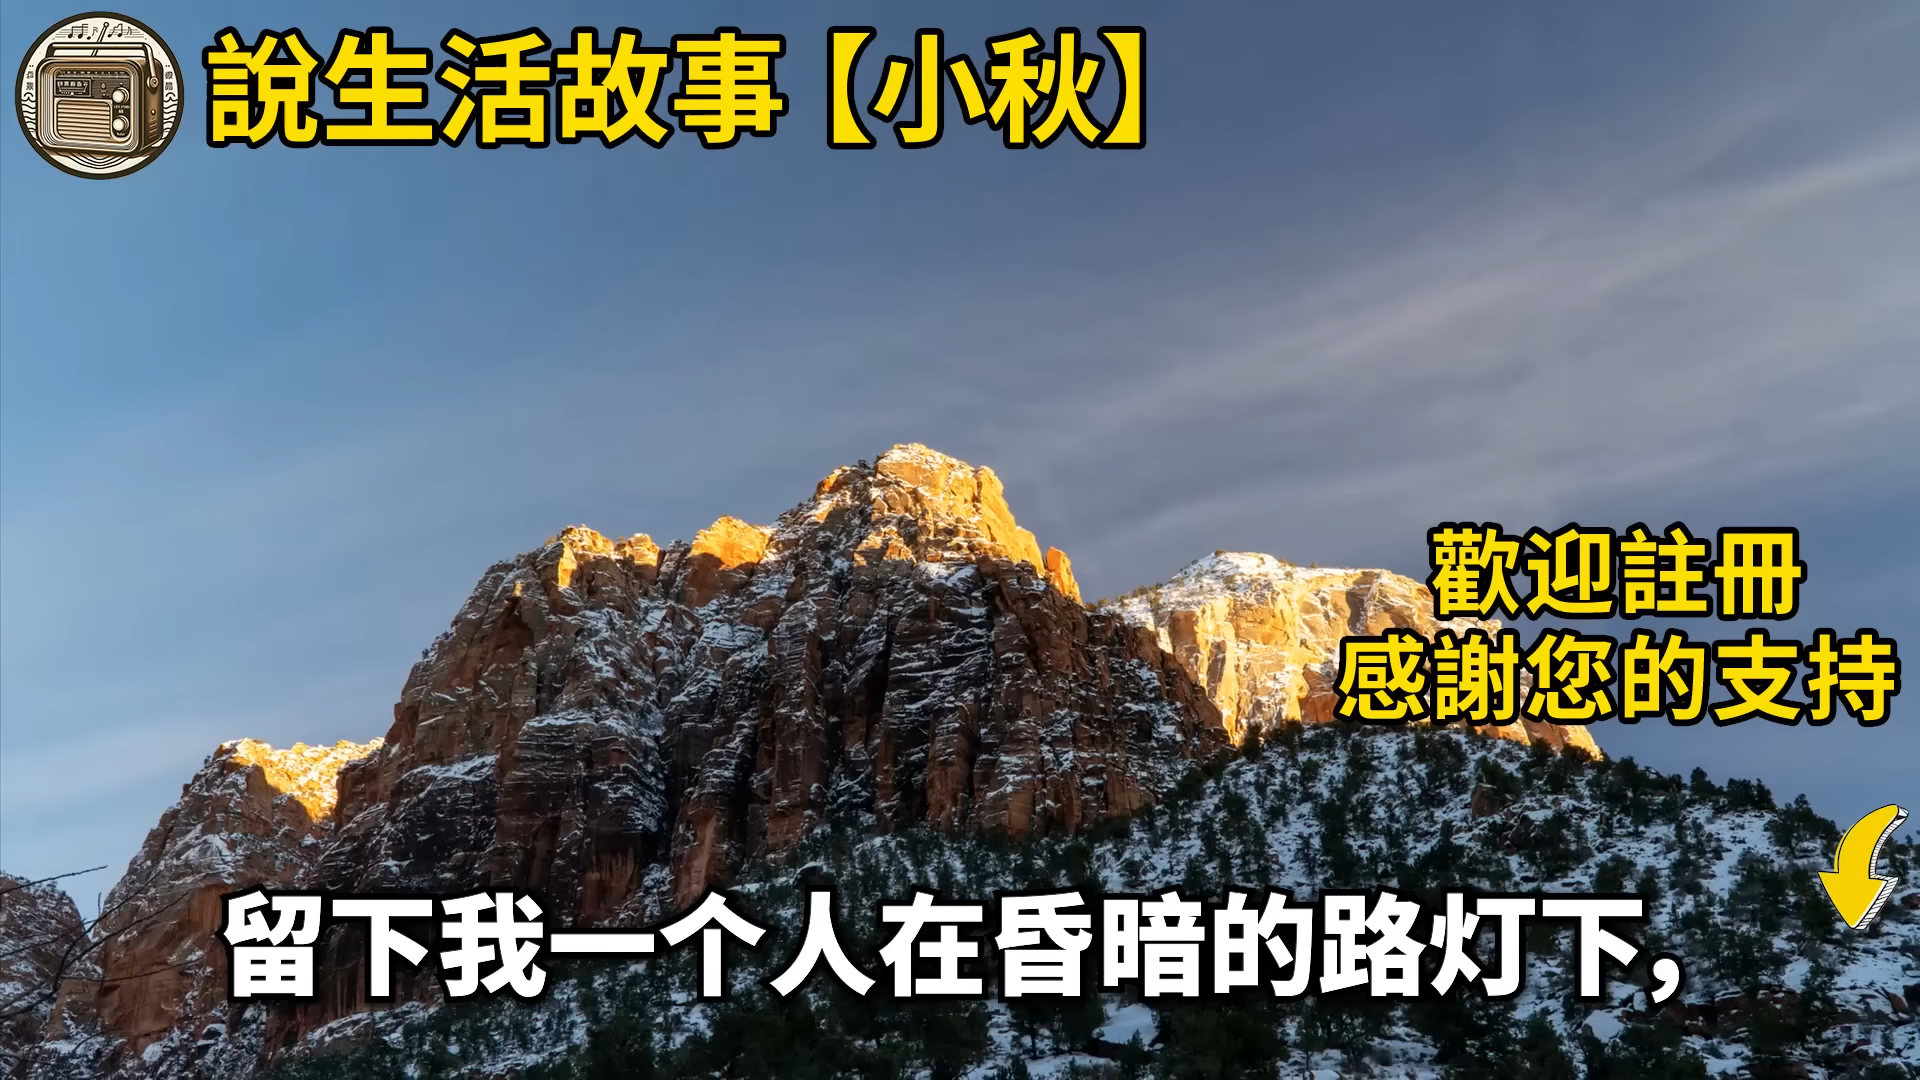 說生活故事【小秋】
歡迎註冊
感謝您的支持
留下我一个人在昏暗的路灯下,